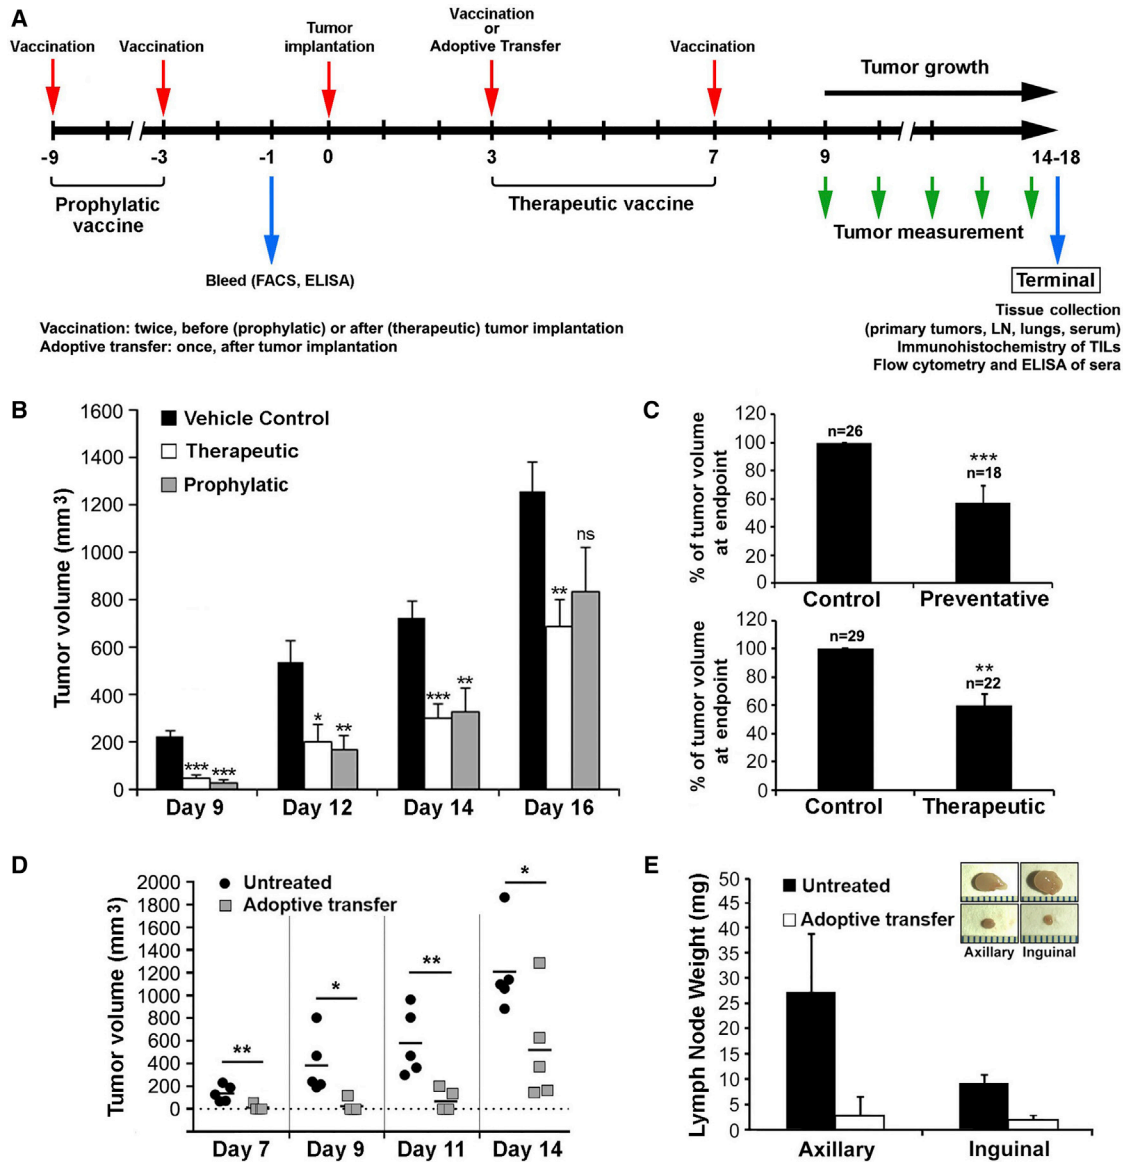 A
Vaccination
Vaccination
Tumor
implantation
Vaccination
or
Adoptive Transfer
Vaccination
Tumor growth
-9
-3
-1
0
3
7
9
14-18
Prophylatic
vaccine
Therapeutic vaccine
Tumor measurement
Bleed (FACS, ELISA)
Terminal
Tissue collection
(primary tumors, LN, lungs, serum)
Immunohistochemistry of TILs
Flow cytometry and ELISA of sera
Vaccination: twice, before (prophylatic) or after (therapeutic) tumor implantation
Adoptive transfer: once, after tumor implantation
B
Tumor volume (mm3)
1600
1400
1200
1000
800
600
400
200
0
Vehicle Control
Therapeutic
Prophylatic
*** ***
* **
*** **
** ns
Day 9 Day 12 Day 14 Day 16
C
% of tumor volume
at endpoint
120
100
80
60
40
20
0
n=26
***
n=18
Control Preventative
% of tumor volume
at endpoint
120
100
80
60
40
20
0
n=29
**
n=22
Control Therapeutic
D
Tumor volume (mm3)
2000
1800
1600
1400
1200
1000
800
600
400
200
0
Untreated
Adoptive transfer
**
*
**
*
Day 7 Day 9 Day 11 Day 14
E
Lymph Node Weight (mg)
50
45
40
35
30
25
20
15
10
5
0
Untreated
Adoptive transfer
Axillary Inguinal
Axillary Inguinal